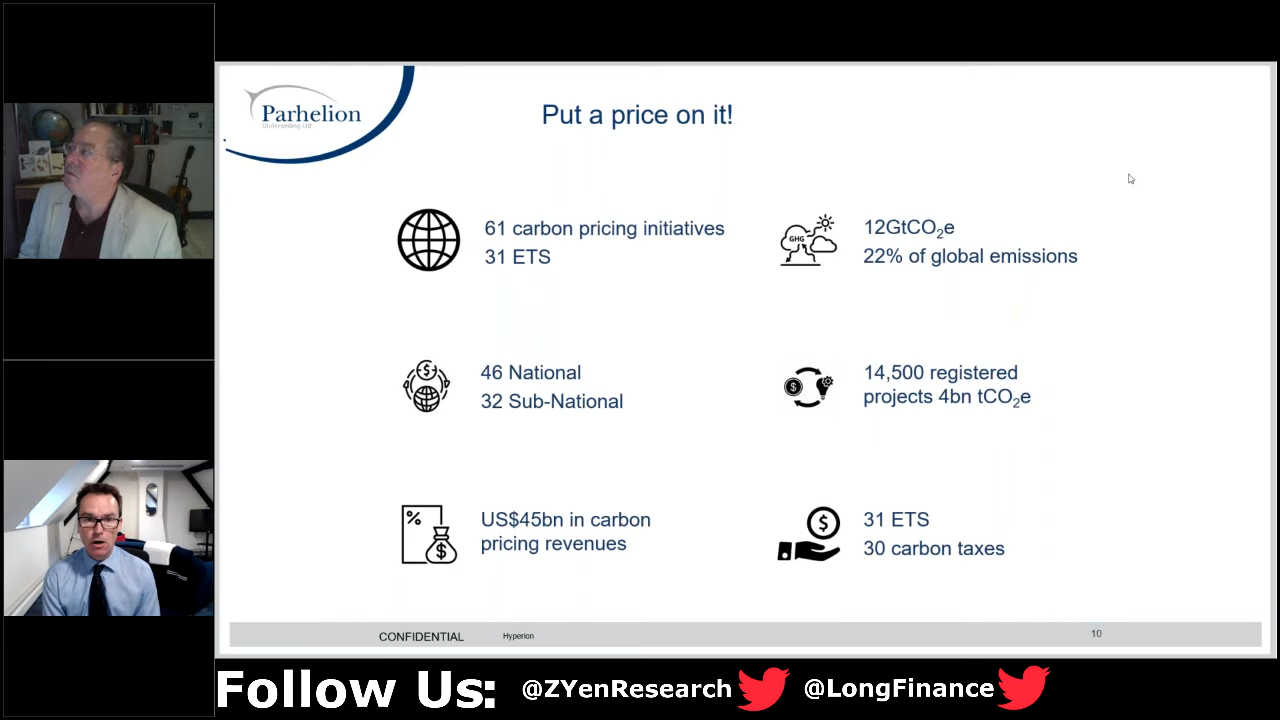 Parhelion
Underwriting Ltd
Put a price on it!
61 carbon pricing initiatives
31 ETS
GHG
12GtCO₂e
22% of global emissions
46 National
32 Sub-National
14,500 registered
projects 4bn tCO₂e
%
$
US$45bn in carbon
pricing revenues
$
31 ETS
30 carbon taxes
CONFIDENTIAL
Hyperion
10
Follow Us: @ZYenResearch @LongFinance